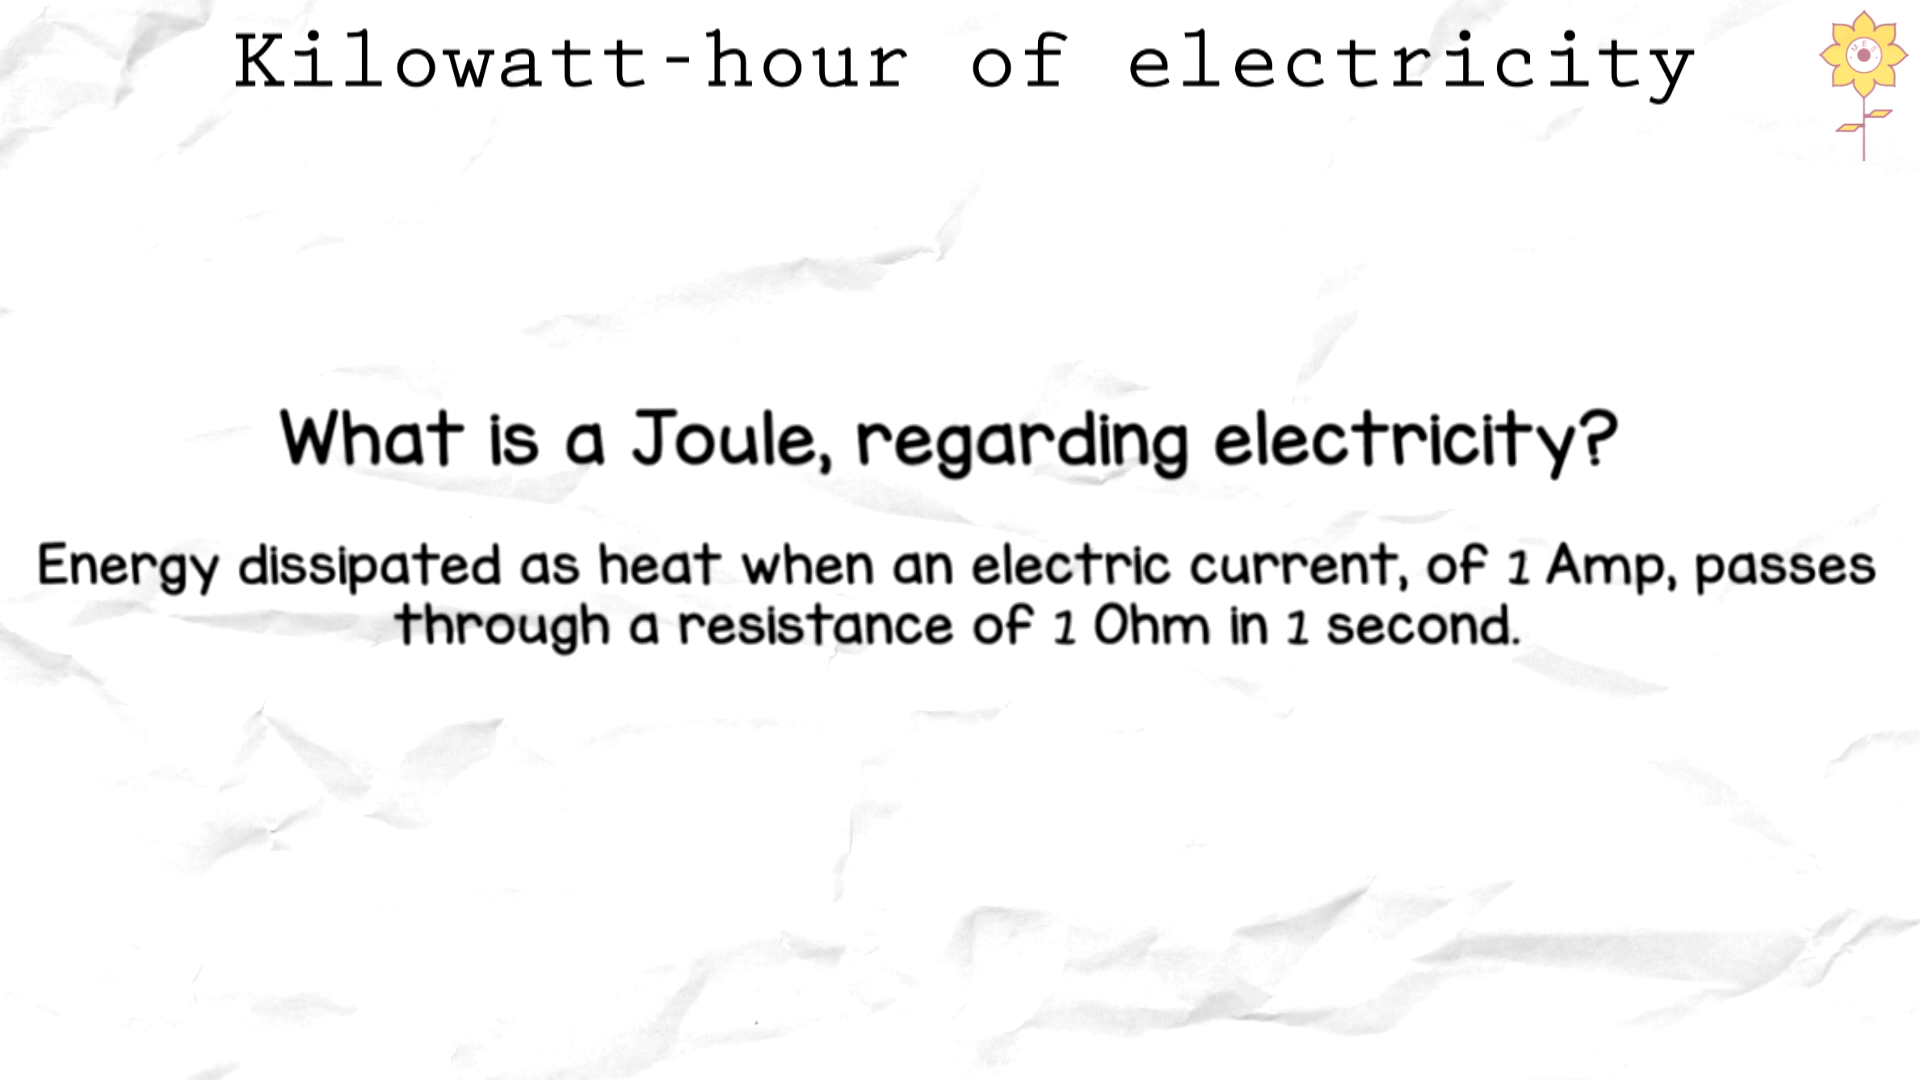 Kilowatt-hour of electricity
What is a Joule, regarding electricity?
Energy dissipated as heat when an electric current, of 1 Amp, passes
through a resistance of 1 Ohm in 1 second.